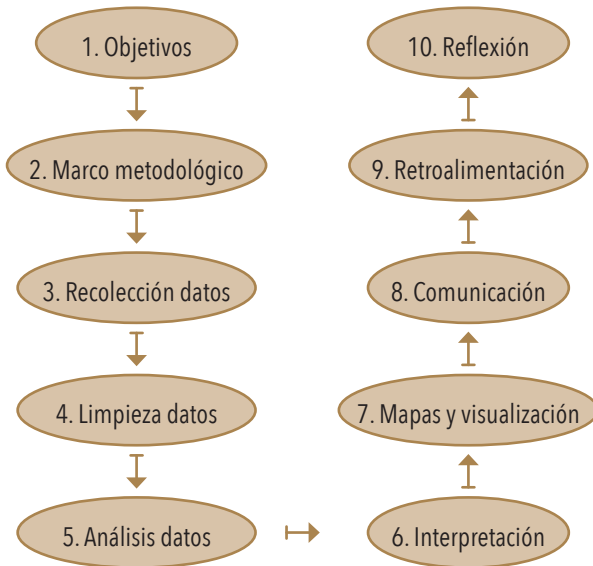 1. Objetivos
2. Marco metodológico
3. Recolección datos
4. Limpieza datos
5. Análisis datos
6. Interpretación
7. Mapas y visualización
8. Comunicación
9. Retroalimentación
10. Reflexión